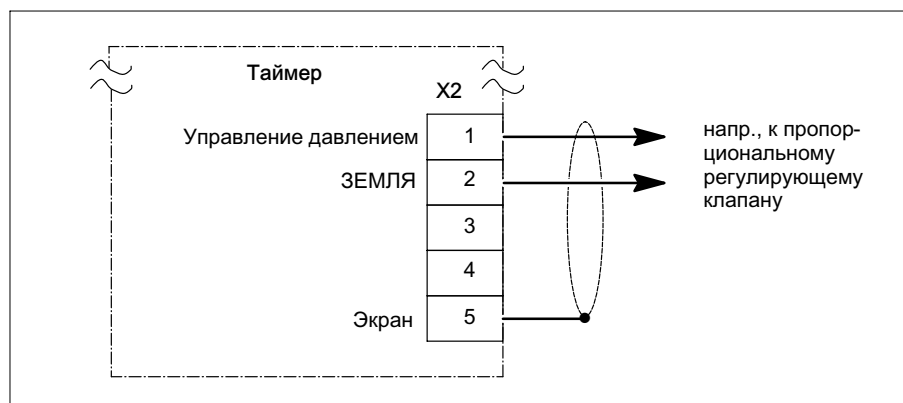 Таймер
X2
Управление давлением
1
ЗЕМЛЯ
2
3
4
Экран
5
напр., к пропор-
циональному
регулирующему
клапану